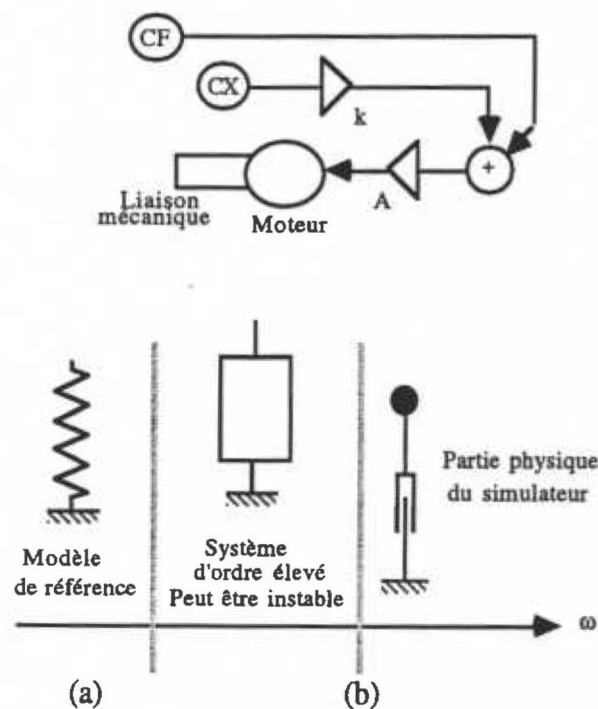 CF
CX
k
+
A
Liaison
mécanique
Moteur
Partie physique
du simulateur
Modèle
de référence
Système
d'ordre élevé
Peut être instable
ω
(a)
(b)